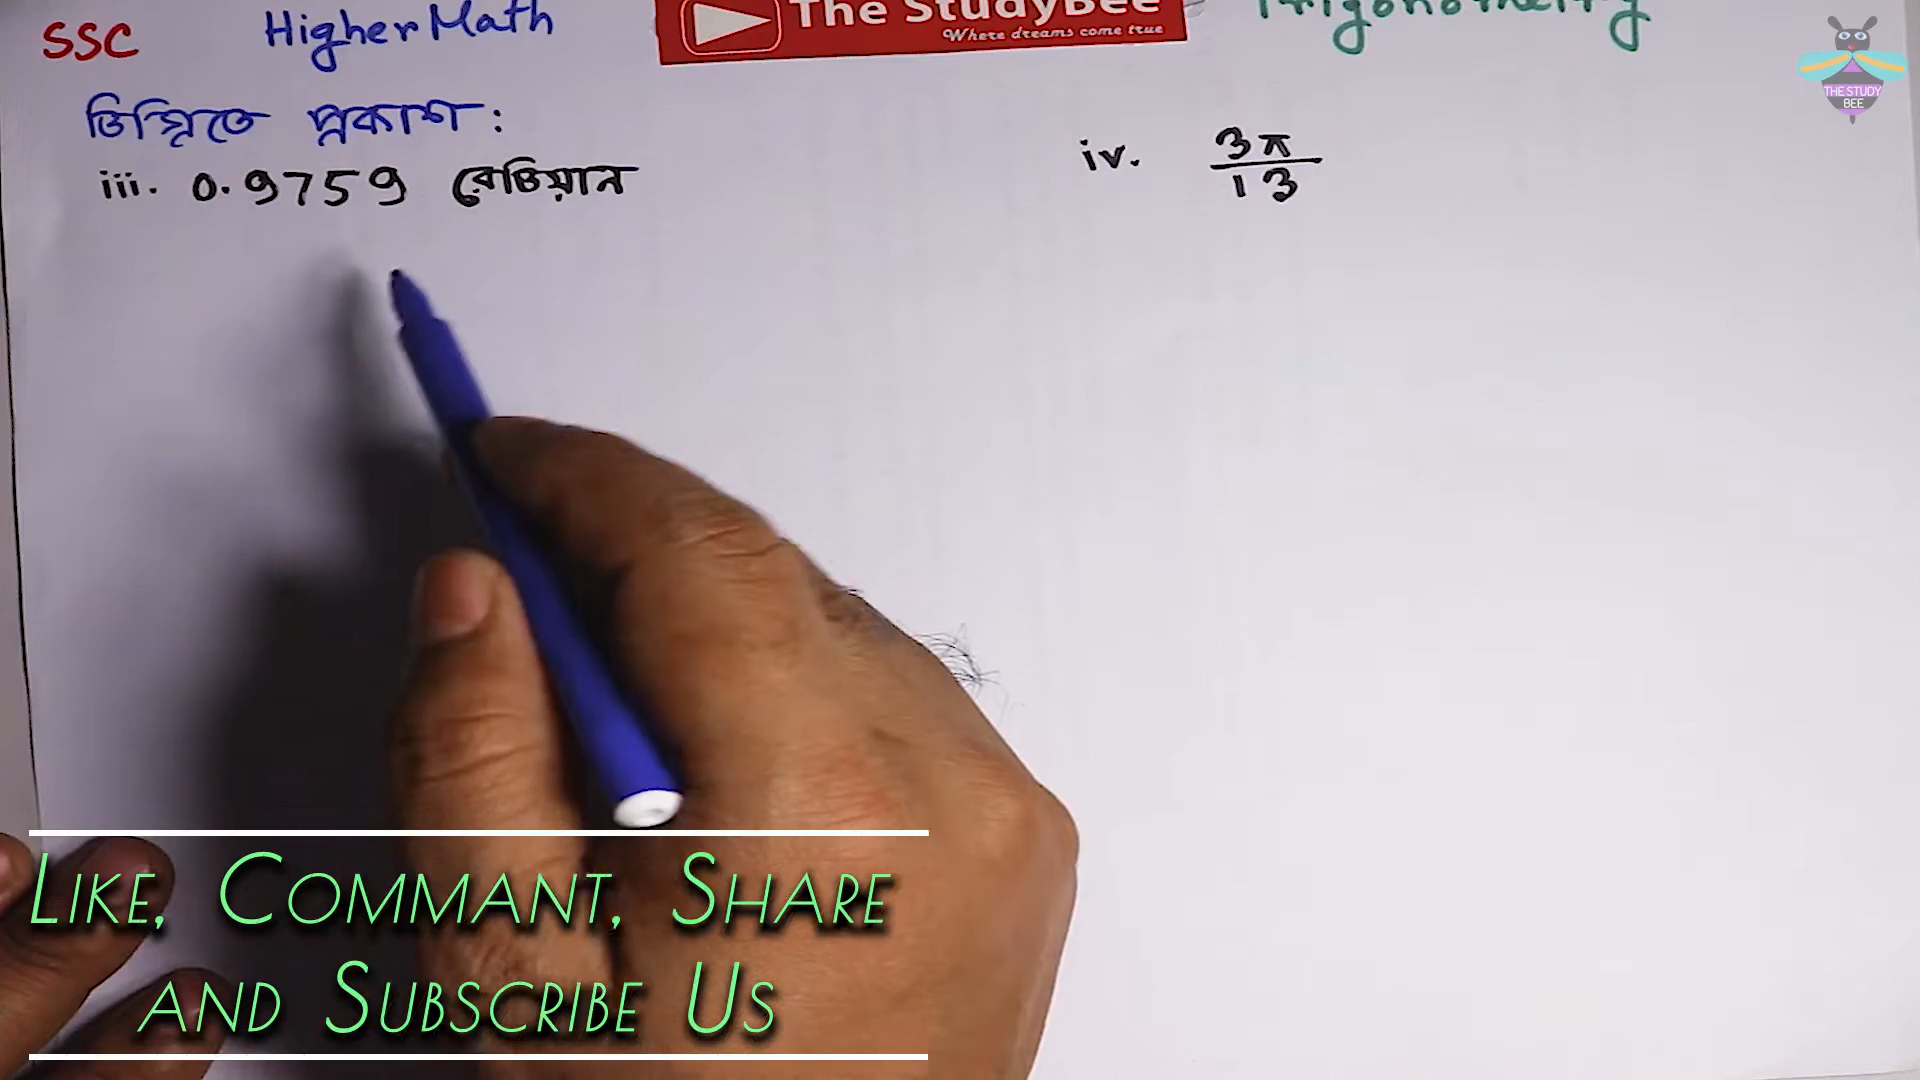 SSC Higher Math The StudyBee Trigonometry
Where dreams come true
THE STUDY
BEE
ডিগ্রিতে প্রকাশ:
iii. 0.9759 রেডিয়ান
iv. 3π
13
LIKE, COMMANT, SHARE
AND SUBSCRIBE US